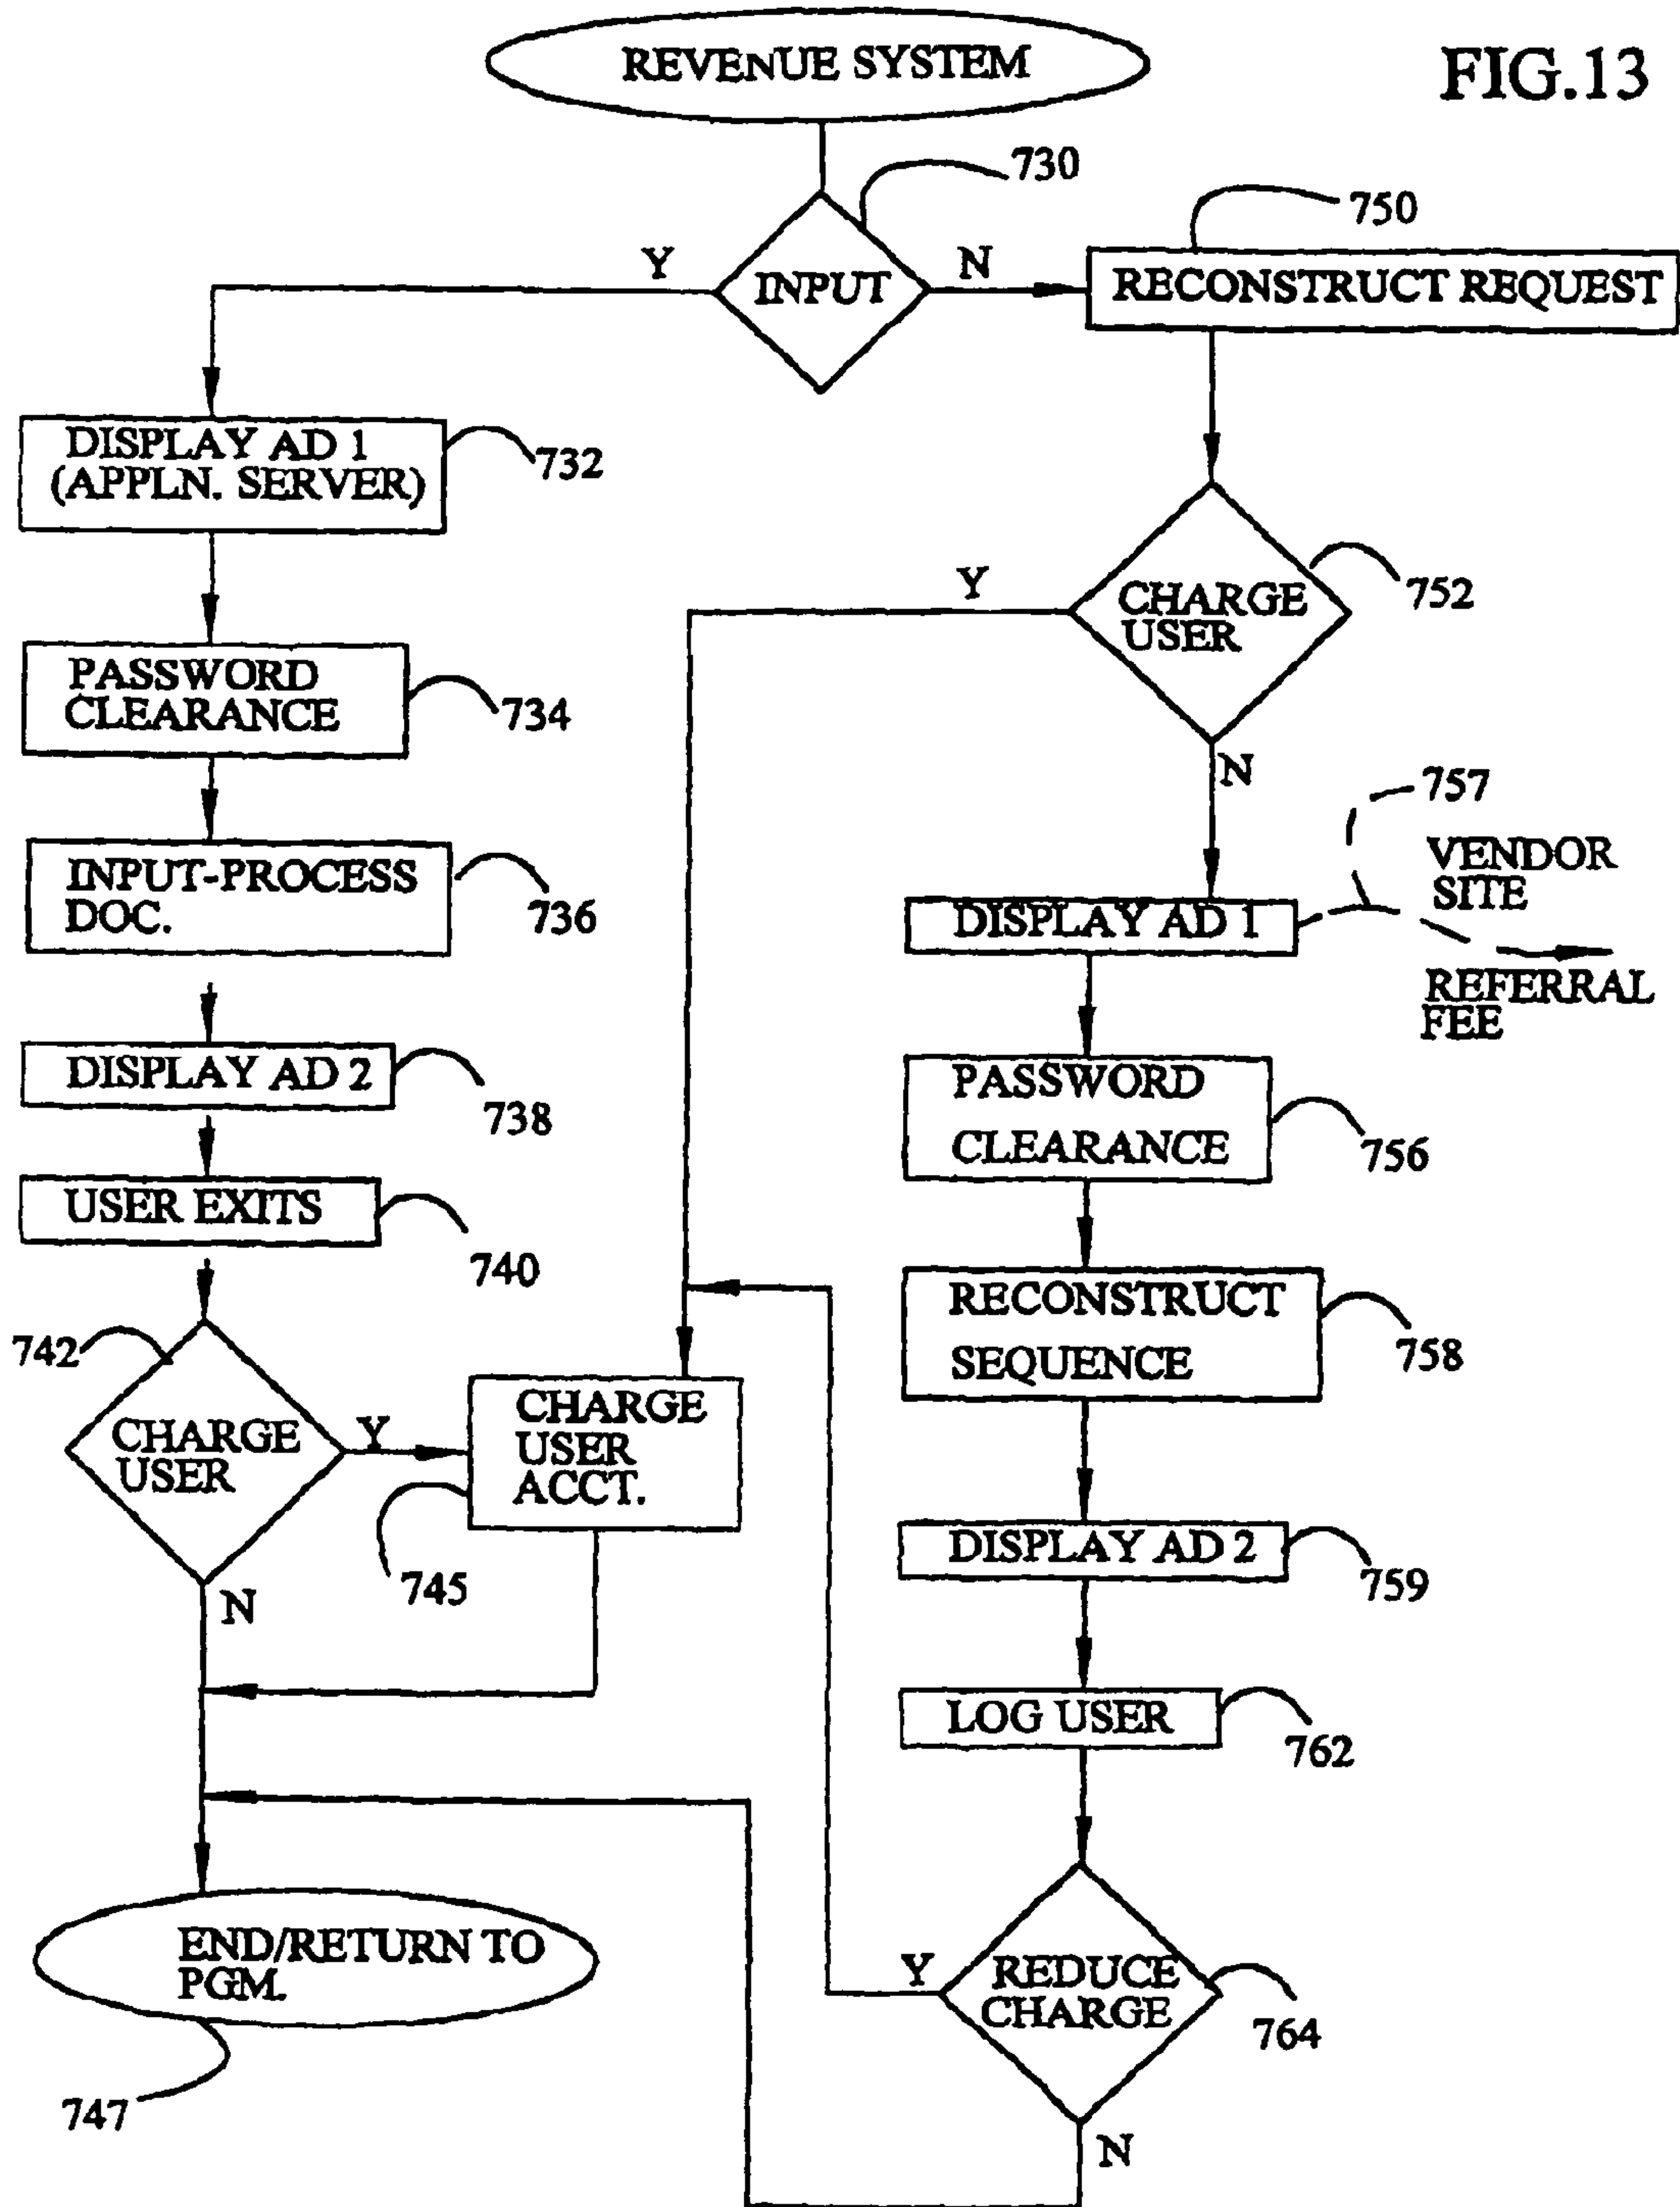 REVENUE SYSTEM
FIG.13
730
750
Y
INPUT
N
RECONSTRUCT REQUEST
DISPLAY AD 1
(APPLN. SERVER)
732
Y
CHARGE
USER
752
PASSWORD
CLEARANCE
734
N
757
VENDOR
SITE
INPUT-PROCESS
DOC.
736
DISPLAY AD 1
REFERRAL
FEE
DISPLAY AD 2
738
PASSWORD
CLEARANCE
756
USER EXITS
740
RECONSTRUCT
SEQUENCE
758
742
CHARGE
USER
Y
CHARGE
USER
ACCT.
745
N
DISPLAY AD 2
759
LOG USER
762
END/RETURN TO
PGM.
747
Y
REDUCE
CHARGE
764
N